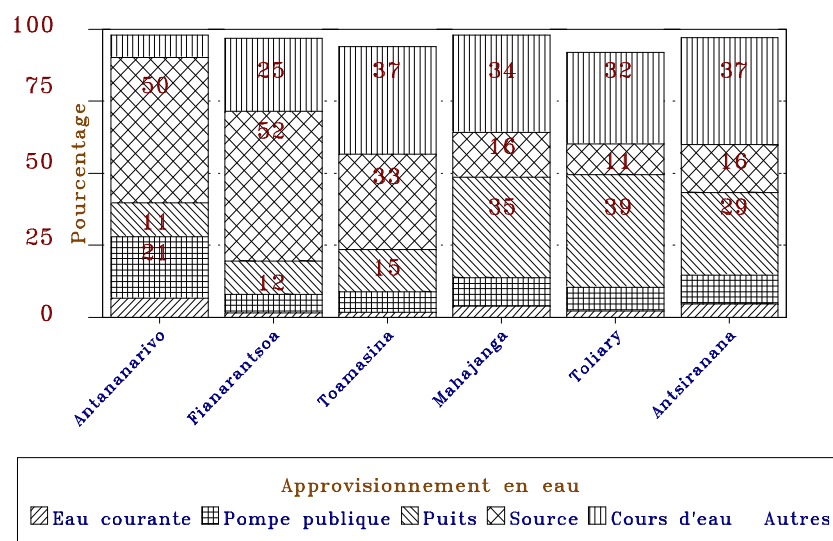 100
75
50
25
0
Pourcentage
50
11
21
25
52
12
37
33
15
34
16
35
32
11
39
37
16
29
Antananarivo
Fianarantsoa
Toamasina
Mahajanga
Toliary
Antsiranana
Approvisionnement en eau
Eau courante Pompe publique Puits Source Cours d'eau Autres